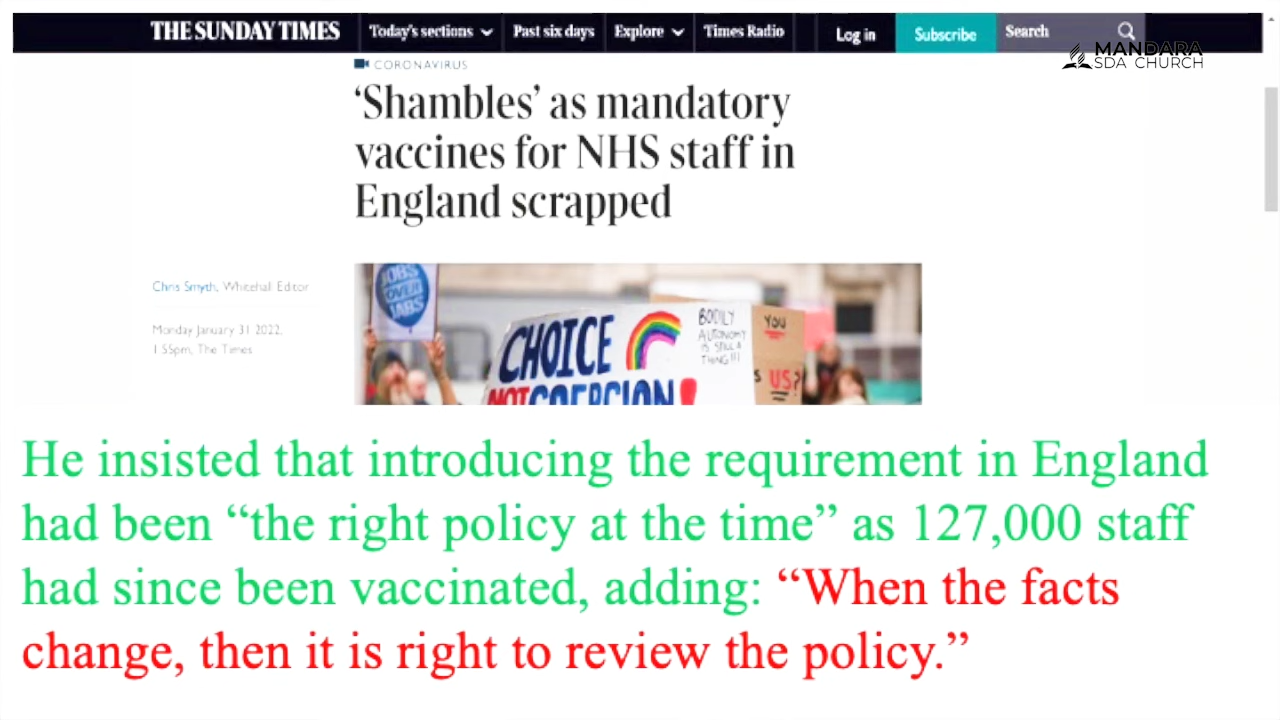 THE SUNDAY TIMES
Today's sections
Past six days
Explore
Times Radio
Log in
Subscribe
Search
MANDARA
SDA CHURCH
CORONAVIRUS
‘Shambles’ as mandatory
vaccines for NHS staff in
England scrapped
Chris Smyth, Whitehall Editor
Monday January 31 2022,
1 55pm, The Times
JOBS
OVER
JABS
CHOICE
NOT COERCION!
BODILY
AUTONOMY
IS STILL A
THING!!!
YOU
US?
He insisted that introducing the requirement in England
had been “the right policy at the time” as 127,000 staff
had since been vaccinated, adding: “When the facts
change, then it is right to review the policy.”